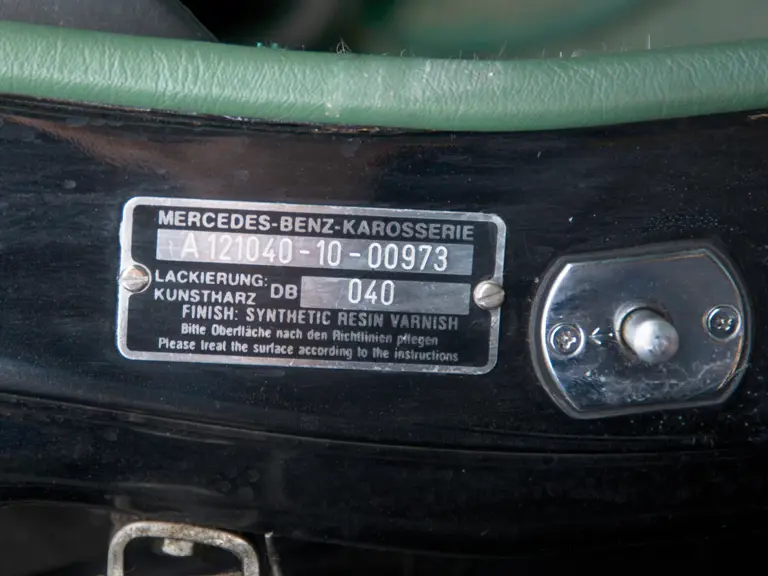 MERCEDES-BENZ-KAROSSERIE
A 121040-10-00973
LACKIERUNG:
KUNSTHARZ DB 040
FINISH: SYNTHETIC RESIN VARNISH
Bitte Oberfläche nach den Richtlinien pflegen
Please treat the surface according to the instructions